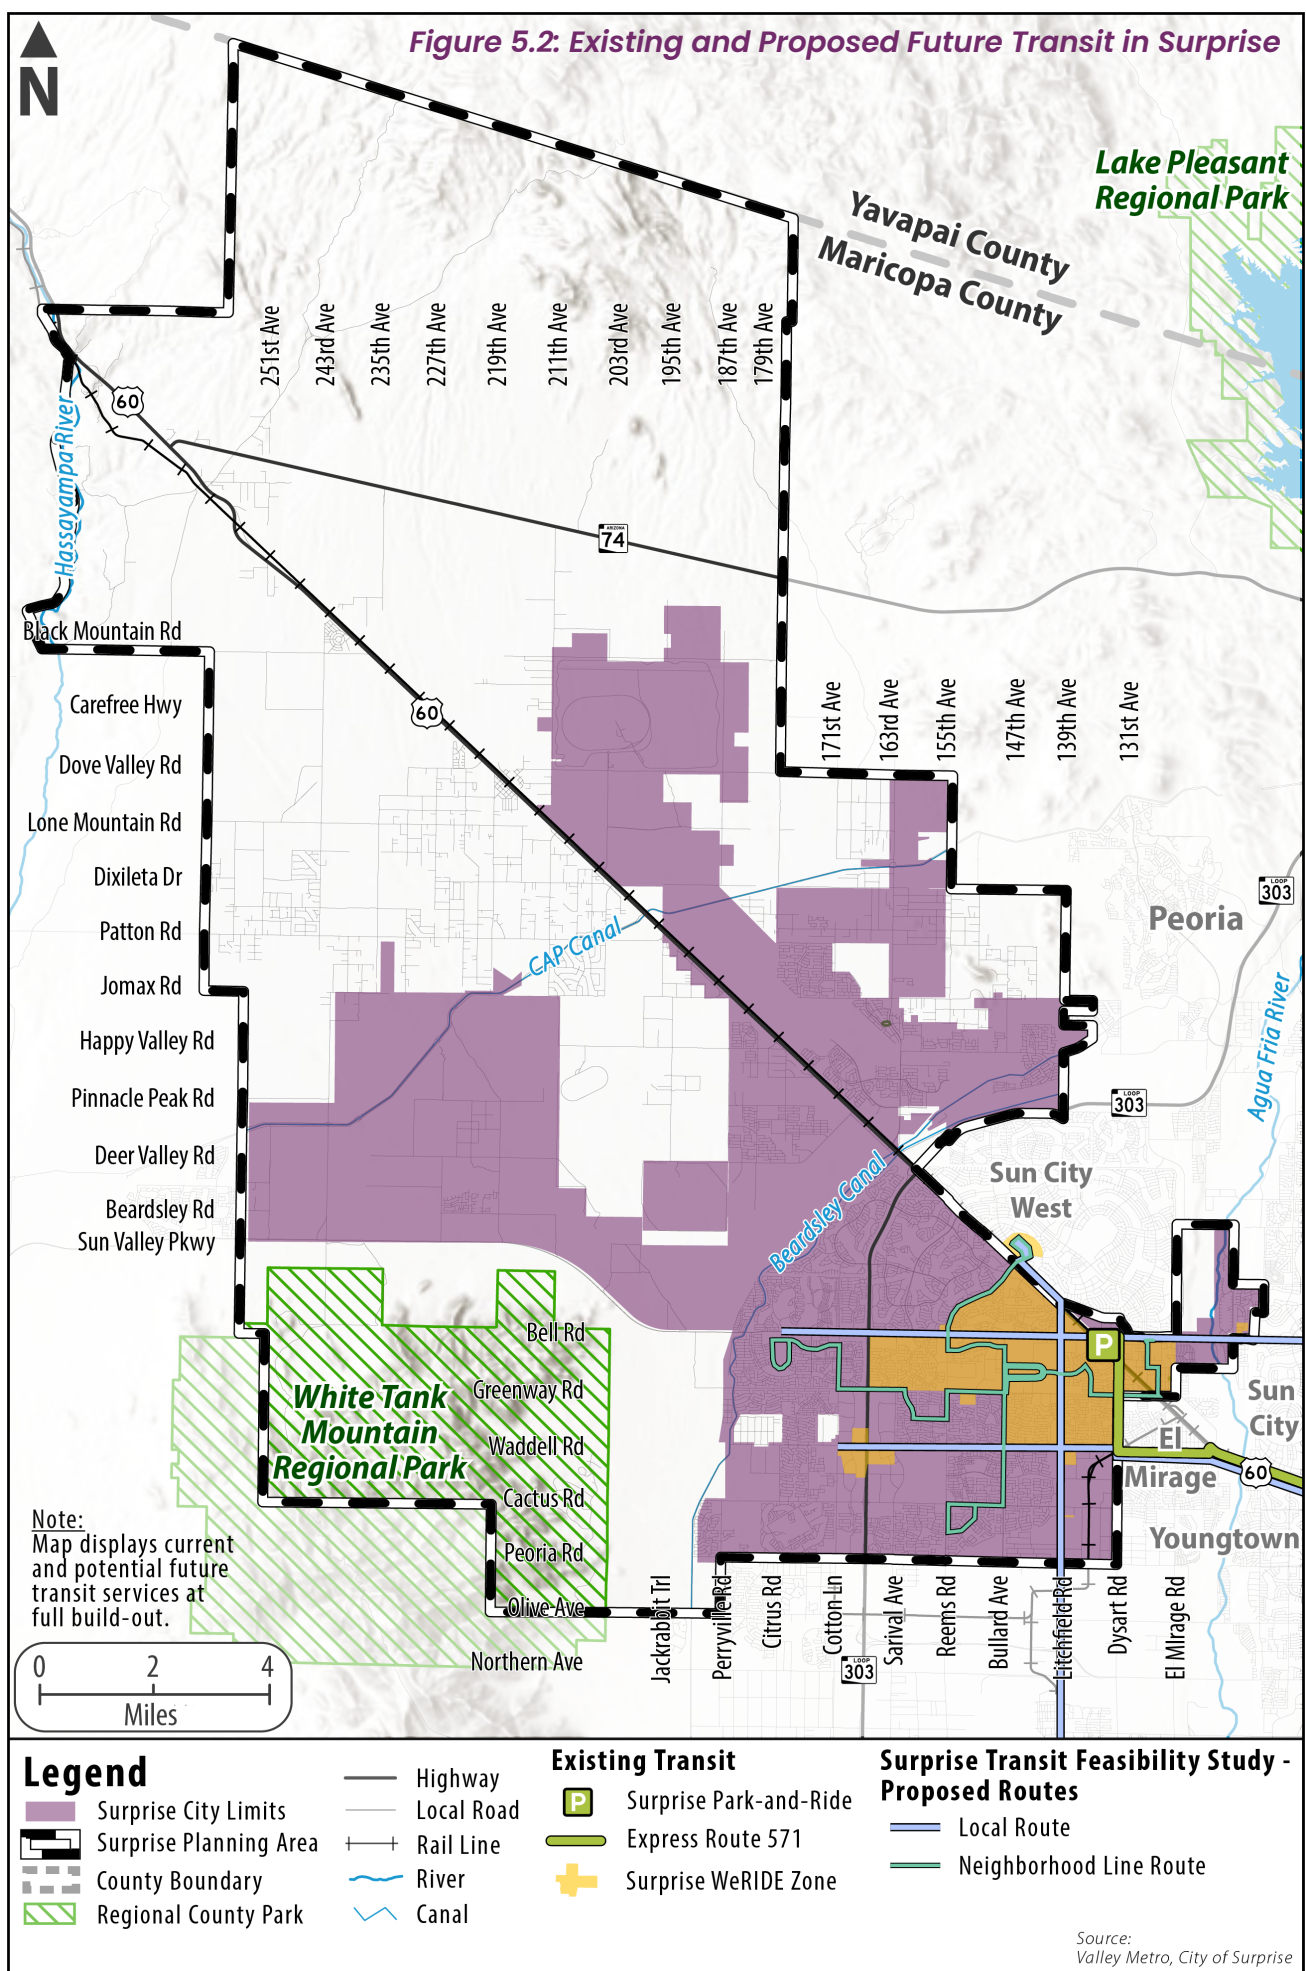 Figure 5.2: Existing and Proposed Future Transit in Surprise
N
Lake Pleasant
Regional Park
Yavapai County
Maricopa County
251st Ave
243rd Ave
235th Ave
227th Ave
219th Ave
211th Ave
203rd Ave
195th Ave
187th Ave
179th Ave
60
Hassayampa River
ARIZONA
74
Black Mountain Rd
Carefree Hwy
Dove Valley Rd
Lone Mountain Rd
Dixileta Dr
Patton Rd
Jomax Rd
Happy Valley Rd
Pinnacle Peak Rd
Deer Valley Rd
Beardsley Rd
Sun Valley Pkwy
60
171st Ave
163rd Ave
155th Ave
147th Ave
139th Ave
131st Ave
LOOP
303
Peoria
CAP Canal
Agua Fria River
LOOP
303
Sun City
West
Beardsley Canal
Bell Rd
Greenway Rd
Waddell Rd
Cactus Rd
Peoria Rd
Olive Ave
Northern Ave
White Tank
Mountain
Regional Park
P
Sun
City
El
Mirage
60
Youngtown
Note:
Map displays current
and potential future
transit services at
full build-out.
Jackrabbit Trl
Perryville Rd
Citrus Rd
Cotton Ln
Sarival Ave
Reems Rd
Bullard Ave
Litchfield Rd
Dysart Rd
El Mirage Rd
LOOP
303
0 2 4
Miles
Legend
Surprise City Limits
Surprise Planning Area
County Boundary
Regional County Park
Highway
Local Road
Rail Line
River
Canal
Existing Transit
P
Surprise Park-and-Ride
Express Route 571
Surprise WeRIDE Zone
Surprise Transit Feasibility Study -
Proposed Routes
Local Route
Neighborhood Line Route
Source:
Valley Metro, City of Surprise